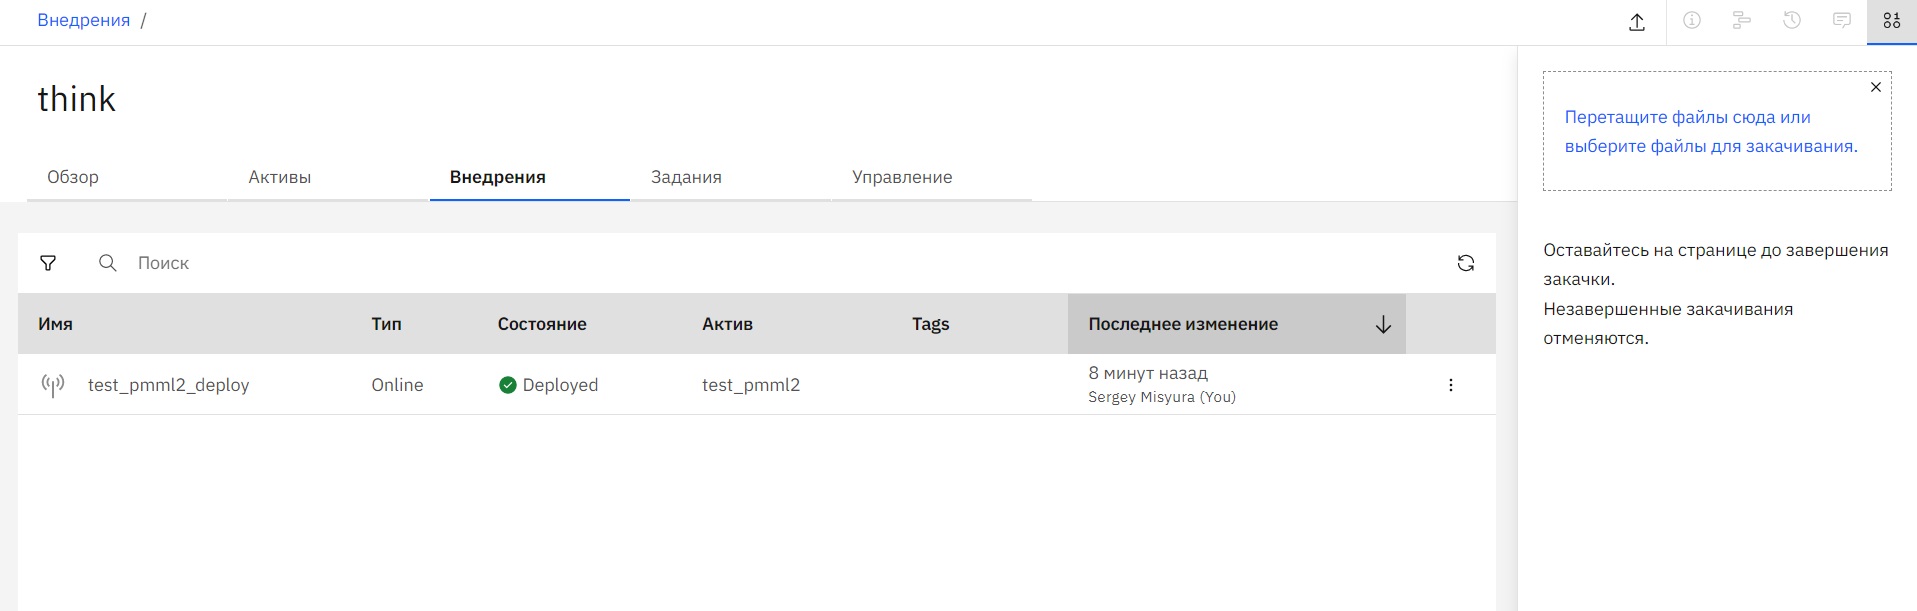 Внедрения /
think
Обзор Активы Внедрения Задания Управление
Поиск
Имя Тип Состояние Актив Tags Последнее изменение
test_pmml2_deploy Online Deployed test_pmml2 8 минут назад
Sergey Misyura (You)
Перетащите файлы сюда или
выберите файлы для закачивания.
Оставайтесь на странице до завершения
закачки.
Незавершенные закачивания
отменяются.